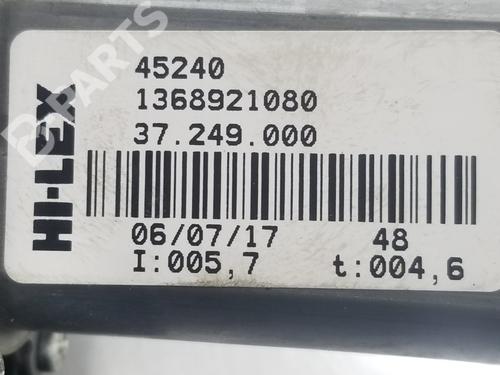 HI-LEX
45240
1368921080
37.249.000
06/07/17 48
I:005,7 t:004,6
B-PARTS